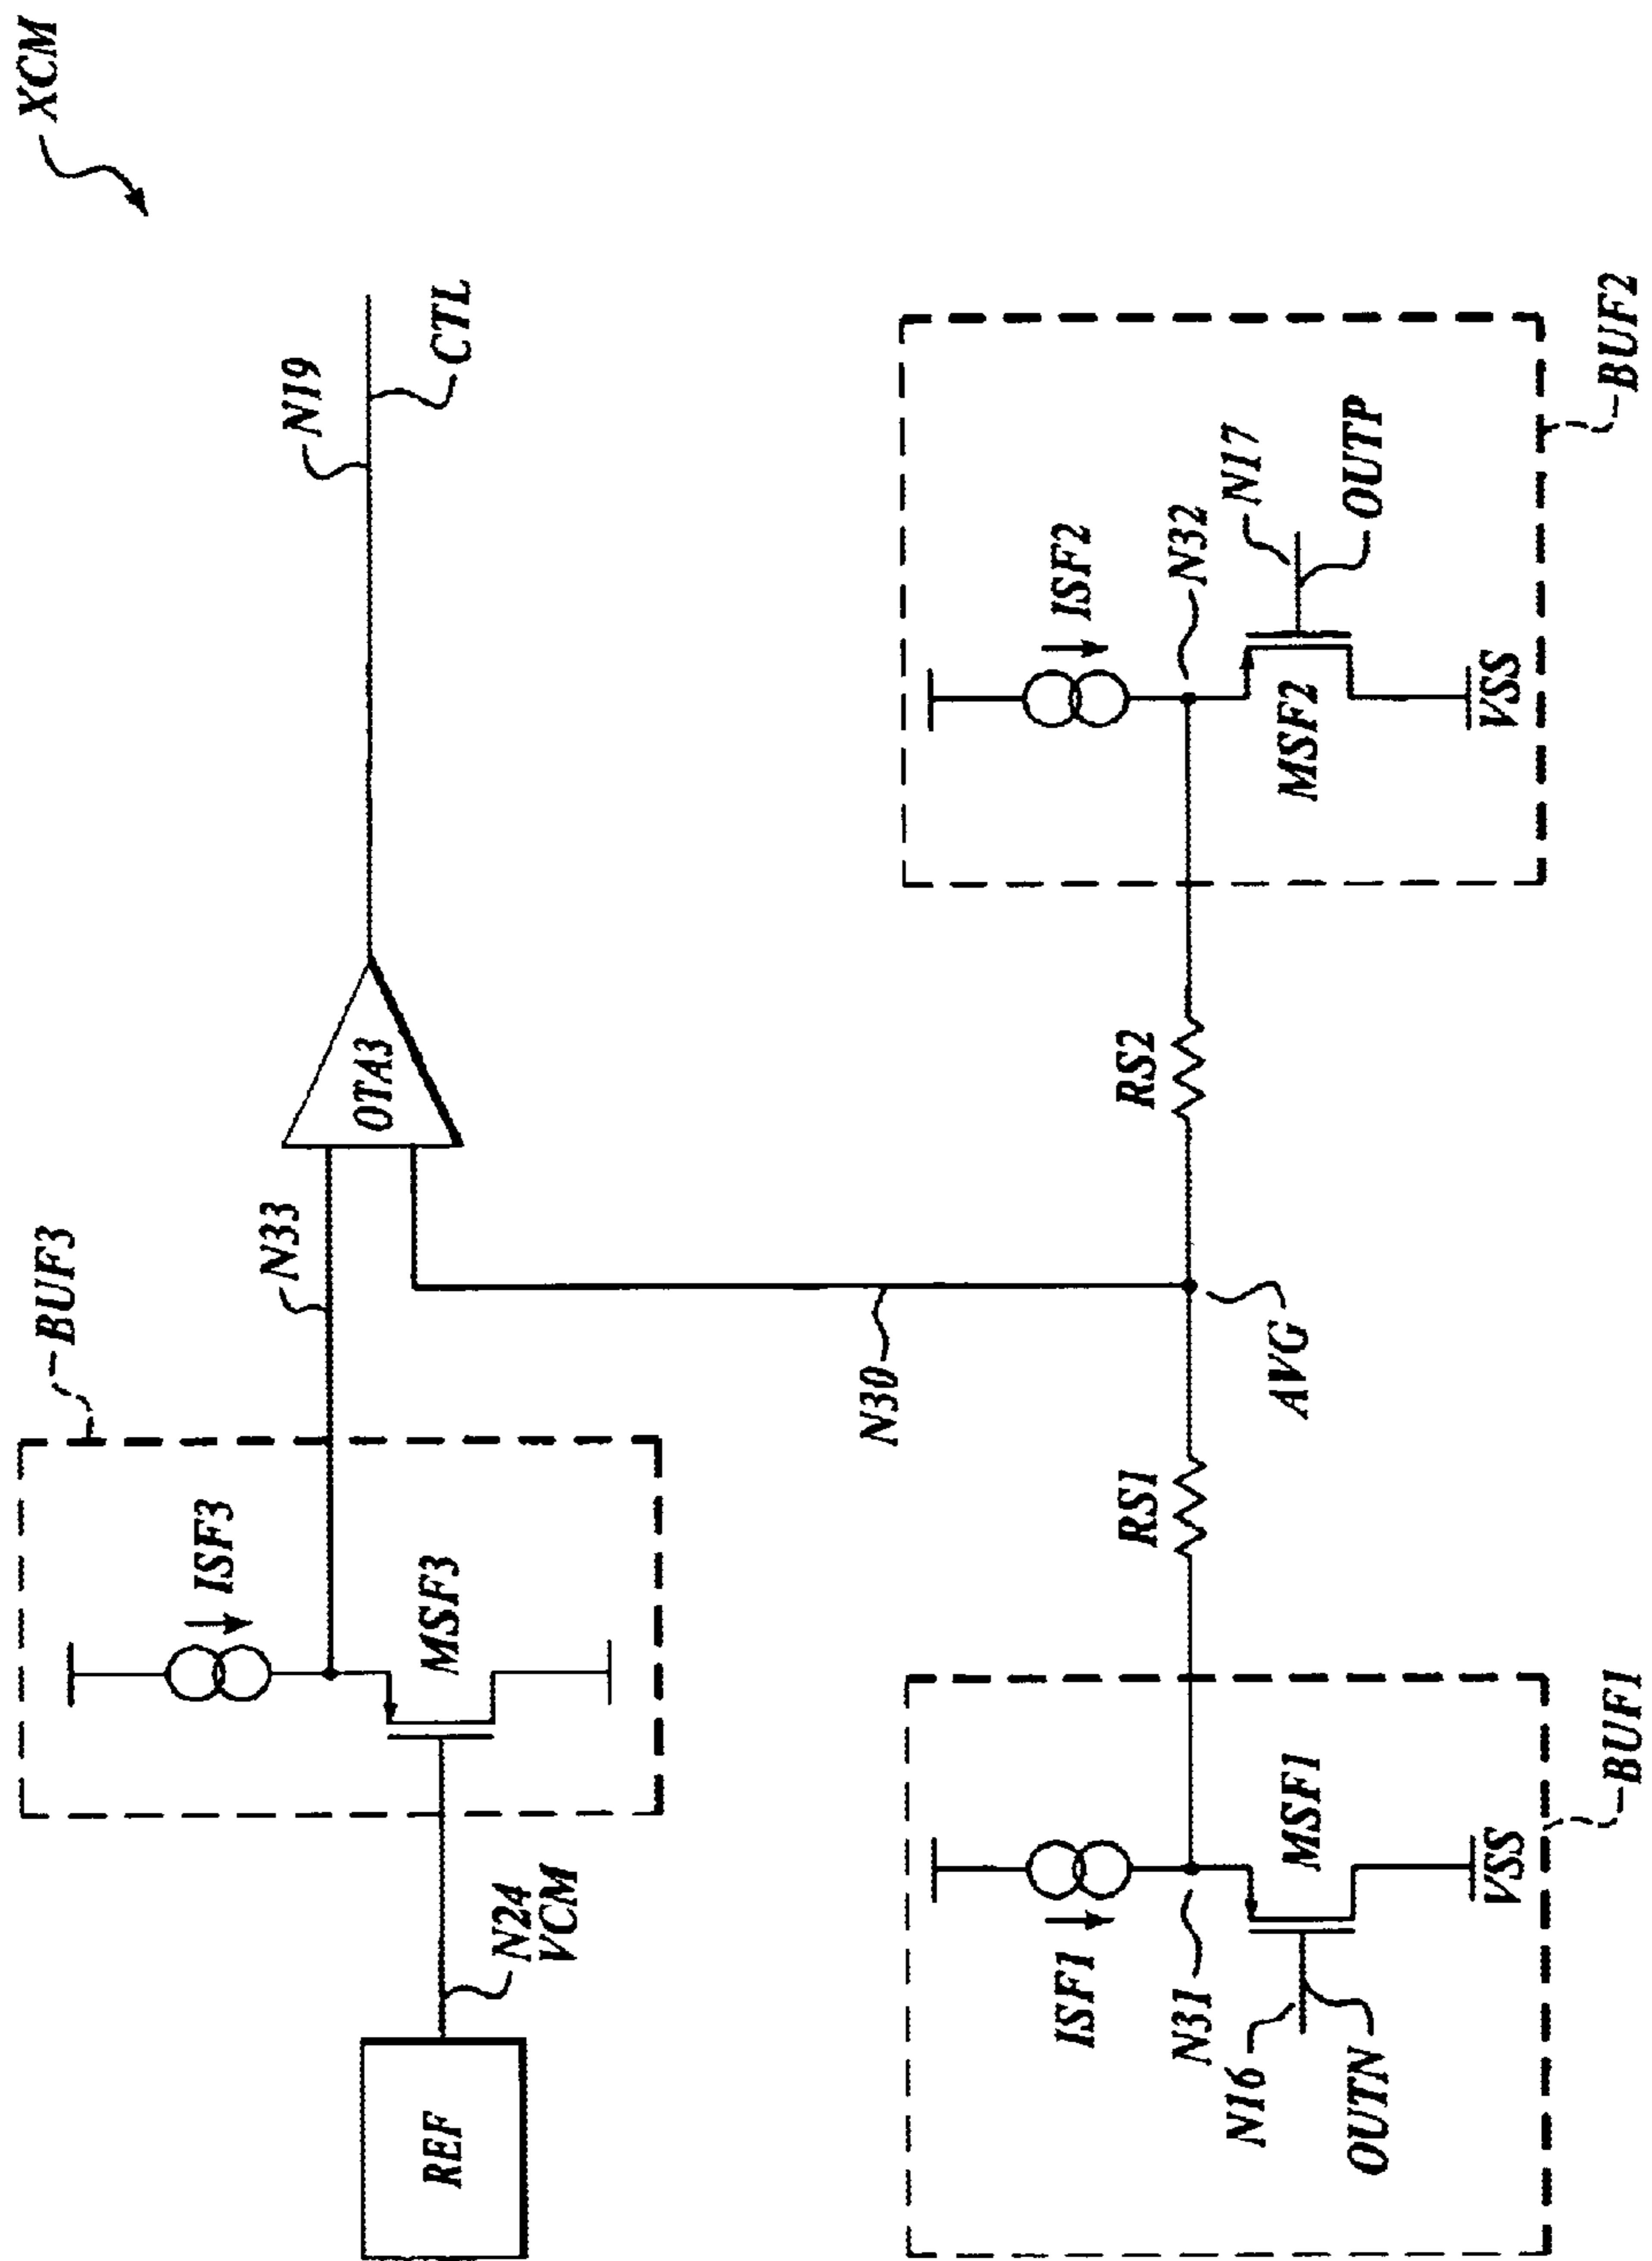 XCM
BUF3
ISF3
N33
N19
MSF3
OTA3
CTL
REF
N24
VCM
N30
ISF1
RS1
RS2
ISF2
N31
N32
N16
AVG
N17
OUTN
MSF1
MSF2
OUTP
VSS
VSS
BUF1
BUF2